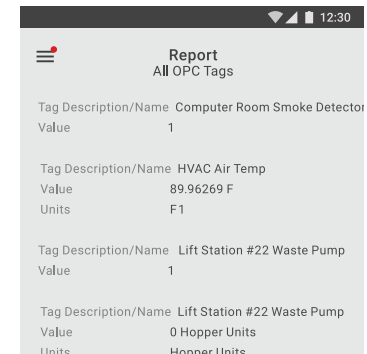 12:30
Report
All OPC Tags
Tag Description/Name Computer Room Smoke Detector
Value 1
Tag Description/Name HVAC Air Temp
Value 89.96269 F
Units F1
Tag Description/Name Lift Station #22 Waste Pump
Value 1
Tag Description/Name Lift Station #22 Waste Pump
Value 0 Hopper Units
Units Hopper Units